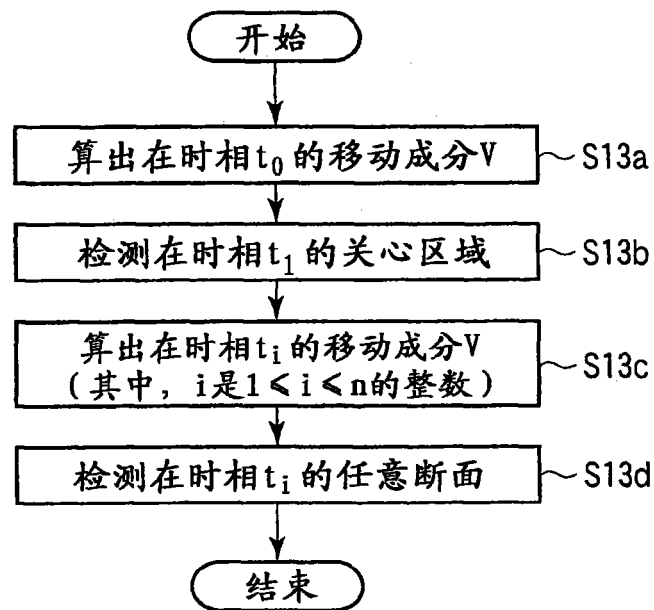 开始
算出在时相t₀的移动成分V
S13a
检测在时相t₁的关心区域
S13b
算出在时相tᵢ的移动成分V
(其中，i是1≤i≤n的整数)
S13c
检测在时相tᵢ的任意断面
S13d
结束